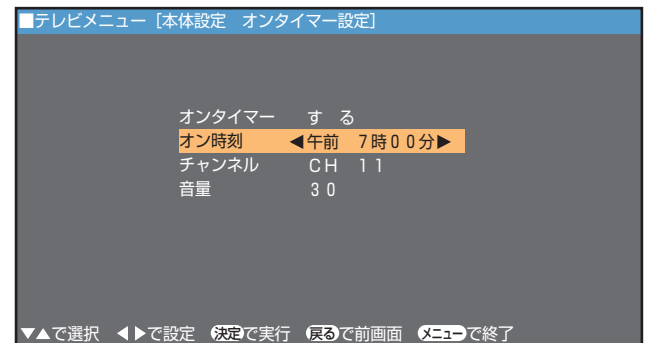 ■テレビメニュー [本体設定 オンタイマー設定]
オンタイマー する
オン時刻 ◀午前 7時00分▶
チャンネル CH 11
音量 30
▼▲で選択 ◀▶で設定 決定で実行 戻るで前画面 メニューで終了